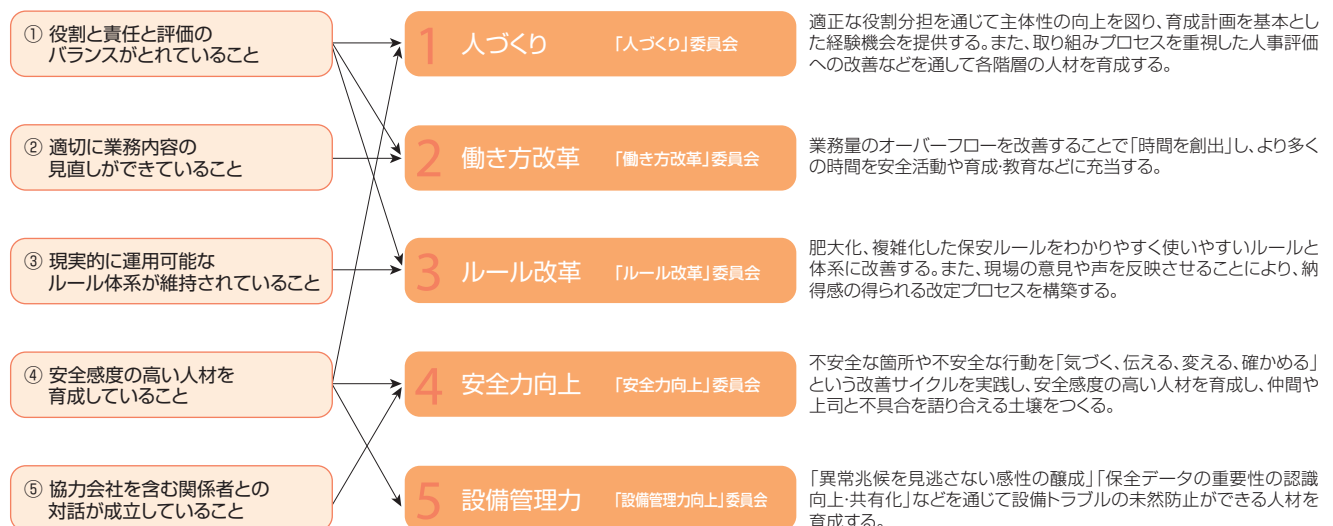 ① 役割と責任と評価の
バランスがとれていること
1 人づくり 「人づくり」委員会
適正な役割分担を通じて主体性の向上を図り、育成計画を基本とし
た経験機会を提供する。また、取り組みプロセスを重視した人事評価
への改善などを通して各階層の人材を育成する。
② 適切に業務内容の
見直しができていること
2 働き方改革 「働き方改革」委員会
業務量のオーバーフローを改善することで「時間を創出」し、より多く
の時間を安全活動や育成・教育などに充当する。
③ 現実的に運用可能な
ルール体系が維持されていること
3 ルール改革 「ルール改革」委員会
肥大化、複雑化した保安ルールをわかりやすく使いやすいルールと
体系に改善する。また、現場の意見や声を反映させることにより、納
得感の得られる改定プロセスを構築する。
④ 安全感度の高い人材を
育成していること
4 安全力向上 「安全力向上」委員会
不安全な箇所や不安全な行動を「気づく、伝える、変える、確かめる」
という改善サイクルを実践し、安全感度の高い人材を育成し、仲間や
上司と不具合を語り合える土壌をつくる。
⑤ 協力会社を含む関係者との
対話が成立していること
5 設備管理力 「設備管理力向上」委員会
「異常兆候を見逃さない感性の醸成」「保全データの重要性の認識
向上・共有化」などを通じて設備トラブルの未然防止ができる人材を
育成する。